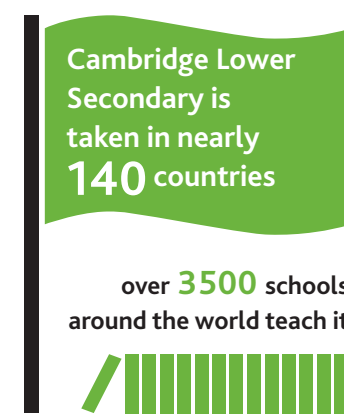 Cambridge Lower
Secondary is
taken in nearly
140 countries
over 3500 schools
around the world teach it